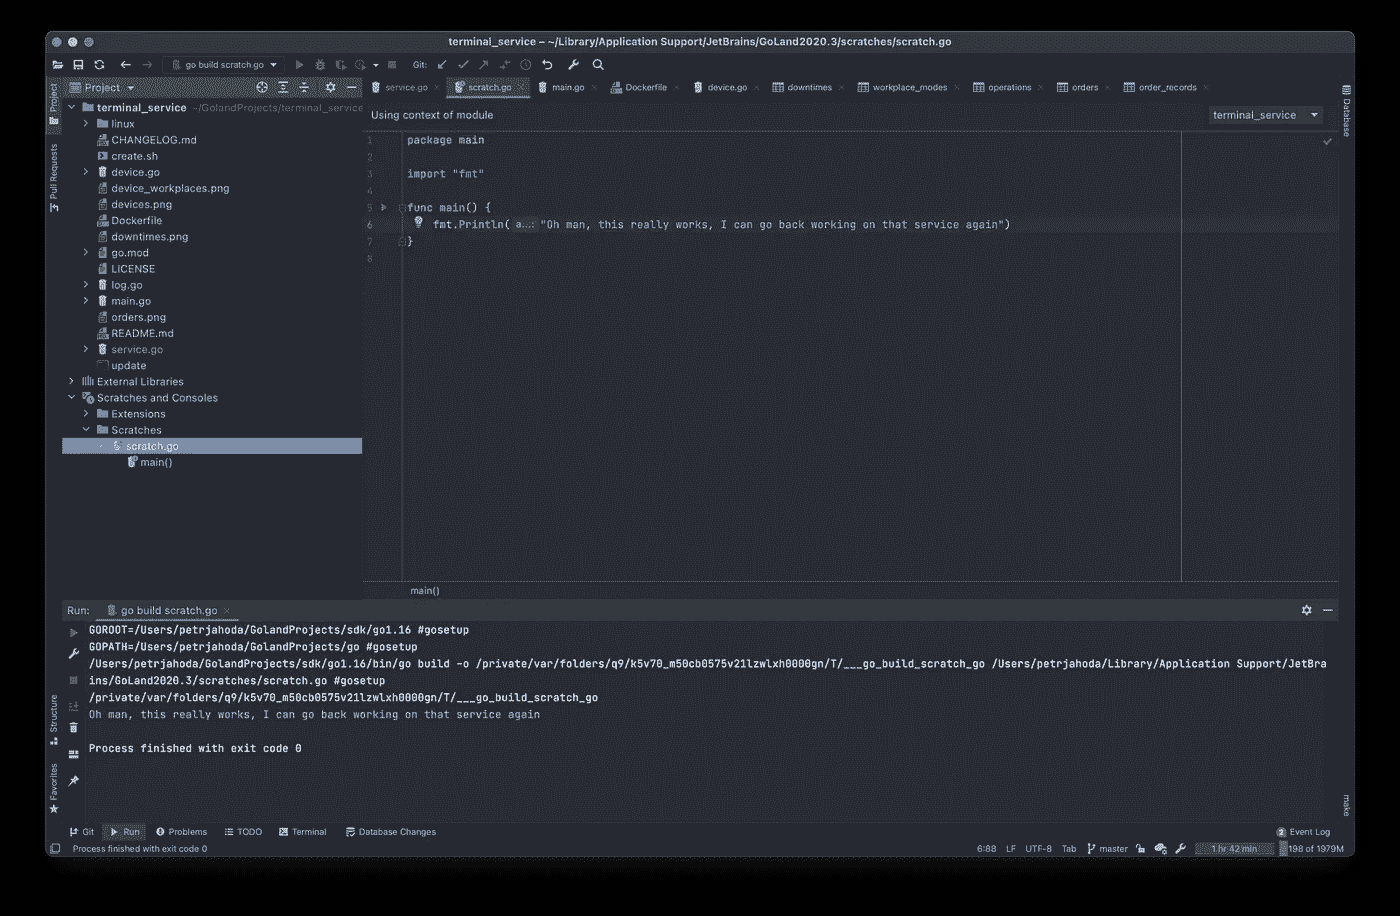 terminal_service – ~/Library/Application Support/JetBrains/GoLand2020.3/scratches/scratch.go
go build scratch.go
Git:
Project
service.go
scratch.go
main.go
Dockerfile
device.go
downtimes
workplace_modes
operations
orders
order_records
Project
Pull Requests
Structure
Favorites
Database
make
terminal_service ~/GolandProjects/terminal_service
linux
CHANGELOG.md
create.sh
device.go
device_workplaces.png
devices.png
Dockerfile
downtimes.png
go.mod
LICENSE
log.go
main.go
orders.png
README.md
service.go
update
External Libraries
Scratches and Consoles
Extensions
Scratches
scratch.go
main()
Using context of module
terminal_service
1 package main
2
3 import "fmt"
4
5 func main() {
6 fmt.Println( a...: "Oh man, this really works, I can go back working on that service again")
7 }
8
main()
Run: go build scratch.go
GOROOT=/Users/petrjahoda/GolandProjects/sdk/go1.16 #gosetup
GOPATH=/Users/petrjahoda/GolandProjects/go #gosetup
/Users/petrjahoda/GolandProjects/sdk/go1.16/bin/go build -o /private/var/folders/q9/k5v70_m50cb0575v21lzwlxh0000gn/T/___go_build_scratch_go /Users/petrjahoda/Library/Application Support/JetBra
ins/GoLand2020.3/scratches/scratch.go #gosetup
/private/var/folders/q9/k5v70_m50cb0575v21lzwlxh0000gn/T/___go_build_scratch_go
Oh man, this really works, I can go back working on that service again
Process finished with exit code 0
Git
Run
Problems
TODO
Terminal
Database Changes
2 Event Log
Process finished with exit code 0
6:88 LF UTF-8 Tab master 1 hr 42 min 198 of 1979M